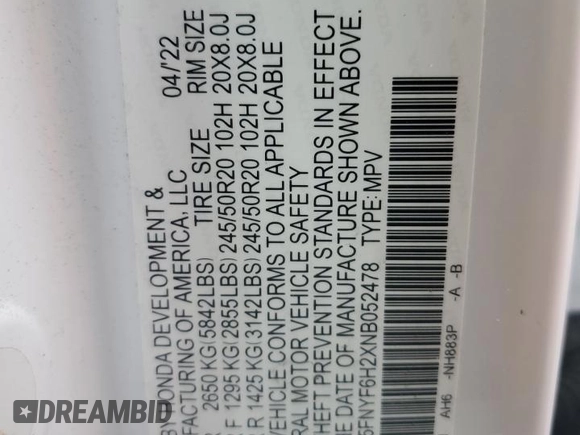 BY HONDA DEVELOPMENT &
FACTURING OF AMERICA, LLC 04/'22
TIRE SIZE RIM SIZE
R 2650 KG(5842LBS)
F 1295 KG(2855LBS) 245/50R20 102H 20X8.0J
R 1425 KG(3142LBS) 245/50R20 102H 20X8.0J
VEHICLE CONFORMS TO ALL APPLICABLE
RAL MOTOR VEHICLE SAFETY
HEFT PREVENTION STANDARDS IN EFFECT
E DATE OF MANUFACTURE SHOWN ABOVE.
5FNYF6H2XNB052478 TYPE: MPV
AH6 -NH883P -A -B
DREAMBID